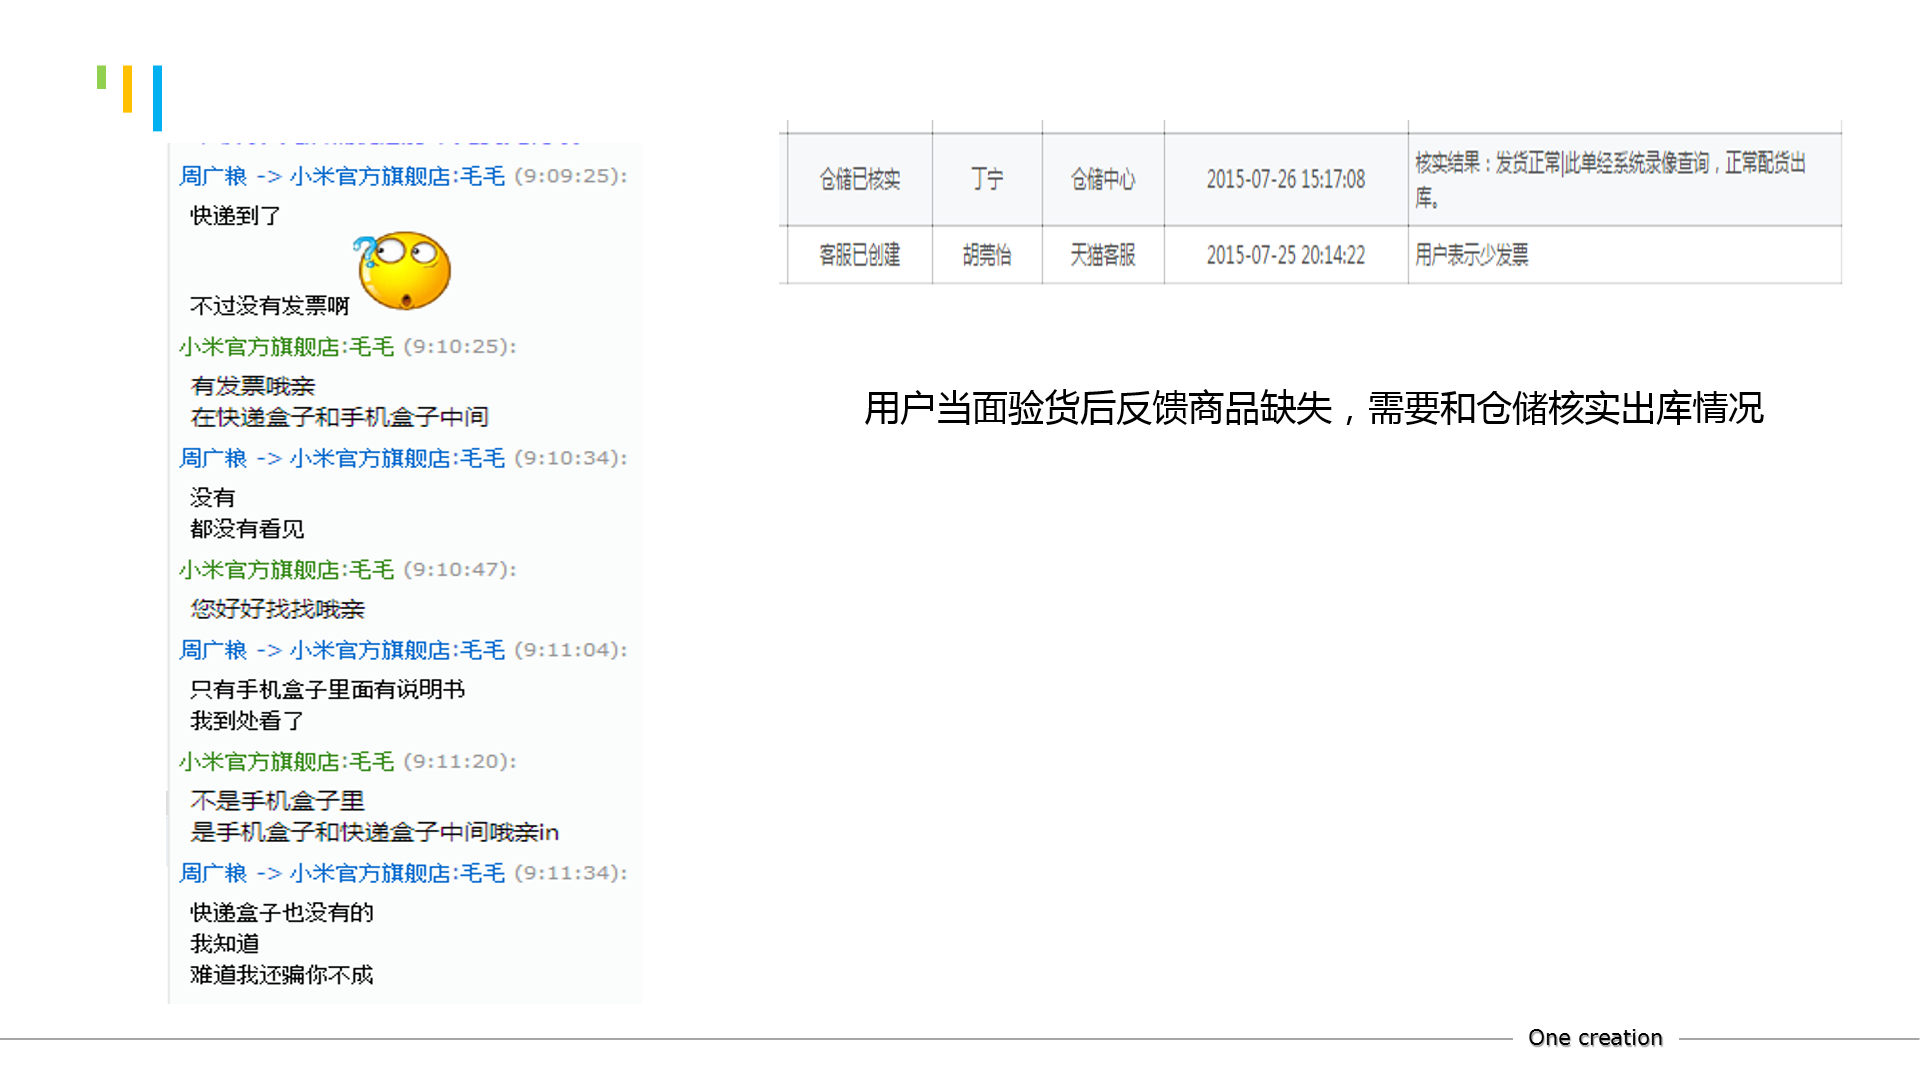 周广粮 -> 小米官方旗舰店:毛毛 (9:09:25):
快递到了
不过没有发票啊
小米官方旗舰店:毛毛 (9:10:25):
有发票哦亲
在快递盒子和手机盒子中间
周广粮 -> 小米官方旗舰店:毛毛 (9:10:34):
没有
都没有看见
小米官方旗舰店:毛毛 (9:10:47):
您好好找找哦亲
周广粮 -> 小米官方旗舰店:毛毛 (9:11:04):
只有手机盒子里面有说明书
我到处看了
小米官方旗舰店:毛毛 (9:11:20):
不是手机盒子里
是手机盒子和快递盒子中间哦亲in
周广粮 -> 小米官方旗舰店:毛毛 (9:11:34):
快递盒子也没有的
我知道
难道我还骗你不成
仓储已核实 丁宁 仓储中心 2015-07-26 15:17:08 核实结果：发货正常|此单经系统录像查询，正常配货出
库。
客服已创建 胡莞怡 天猫客服 2015-07-25 20:14:22 用户表示少发票
用户当面验货后反馈商品缺失，需要和仓储核实出库情况
One creation